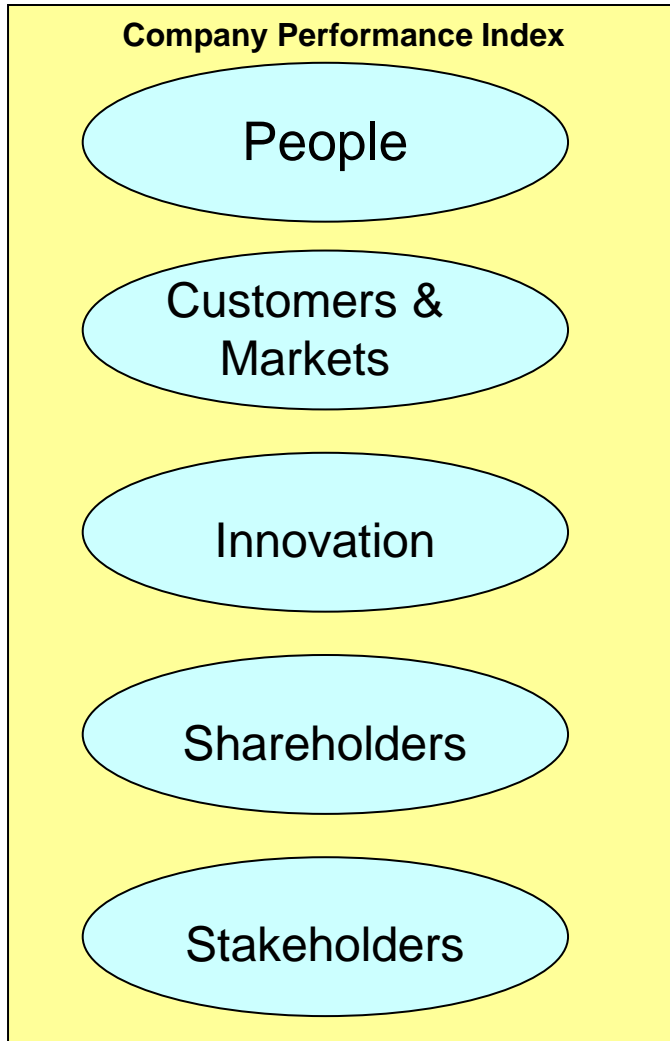 Company Performance Index
People
Customers &
Markets
Innovation
Shareholders
Stakeholders